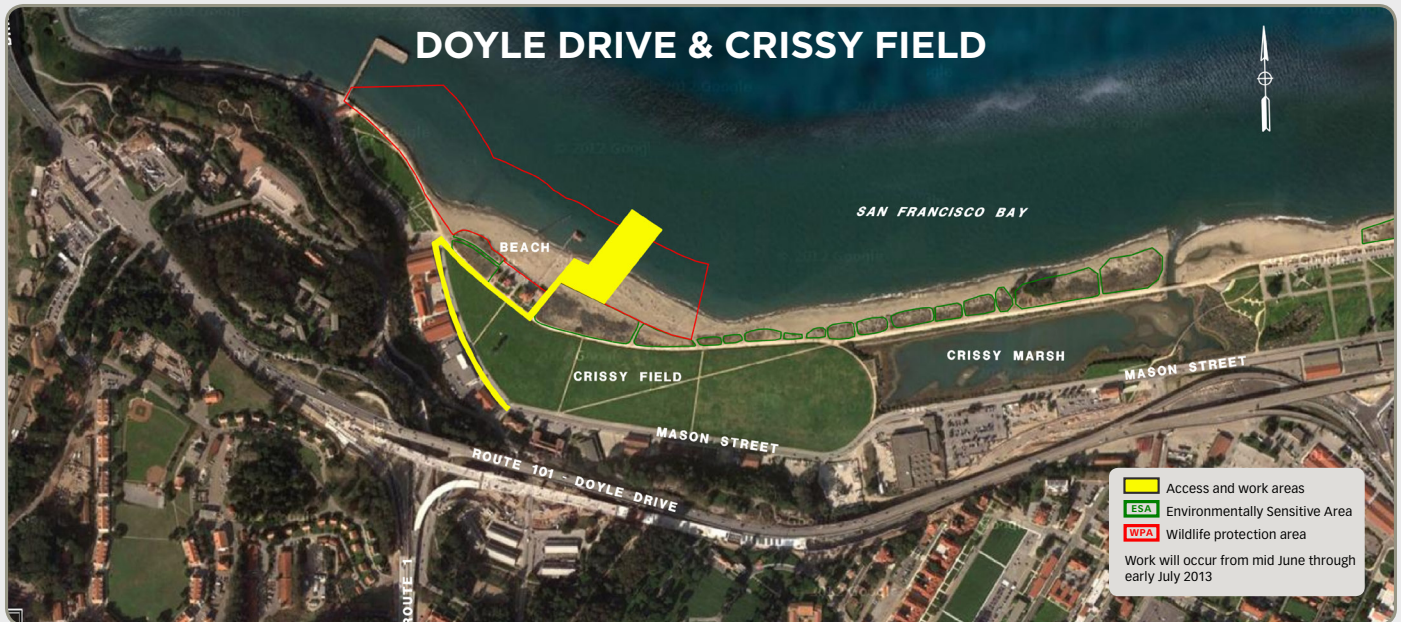 DOYLE DRIVE & CRISSY FIELD
SAN FRANCISCO BAY
BEACH
CRISSY MARSH
MASON STREET
CRISSY FIELD
MASON STREET
ROUTE 101 - DOYLE DRIVE
ROUTE 1
Access and work areas
ESA Environmentally Sensitive Area
WPA Wildlife protection area
Work will occur from mid June through
early July 2013